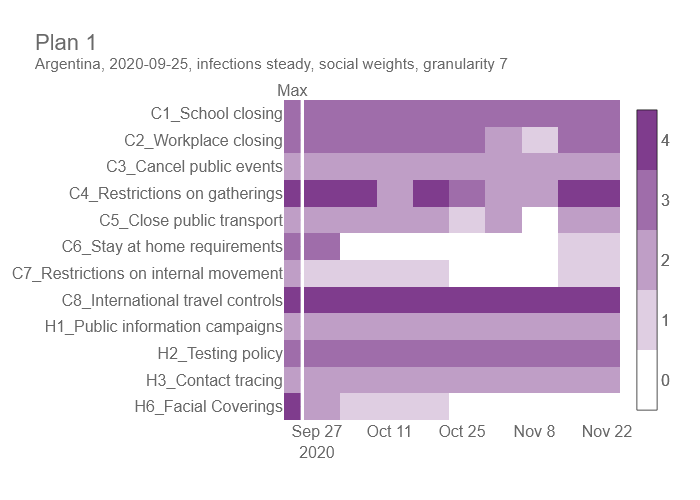 Plan 1
Argentina, 2020-09-25, infections steady, social weights, granularity 7
Max
C1_School closing
C2_Workplace closing
C3_Cancel public events
C4_Restrictions on gatherings
C5_Close public transport
C6_Stay at home requirements
C7_Restrictions on internal movement
C8_International travel controls
H1_Public information campaigns
H2_Testing policy
H3_Contact tracing
H6_Facial Coverings
4
3
2
1
0
Sep 27 Oct 11 Oct 25 Nov 8 Nov 22
2020